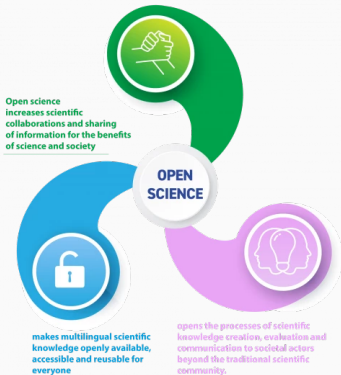 Open science
increases scientific
collaborations and sharing
of information for the benefits
of science and society
OPEN
SCIENCE
makes multilingual scientific
knowledge openly available,
accessible and reusable for
everyone
opens the processes of scientific
knowledge creation, evaluation and
communication to societal actors
beyond the traditional scientific
community.